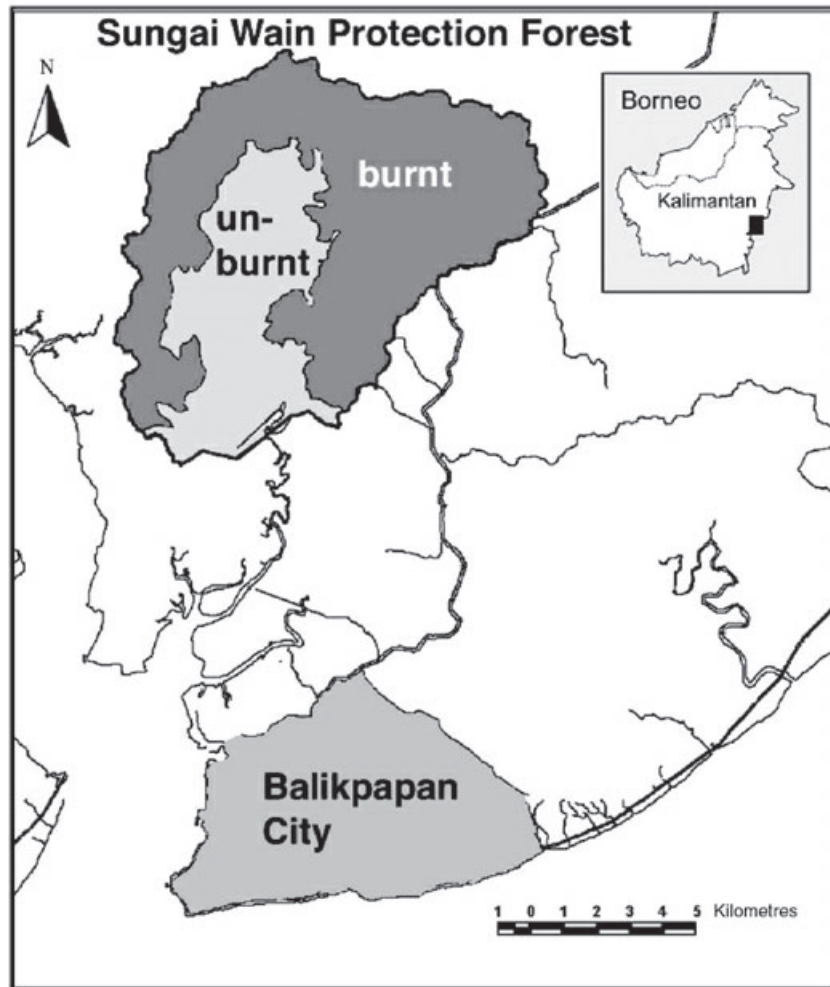 Sungai Wain Protection Forest
N
Borneo
Kalimantan
burnt
un-
burnt
Balikpapan
City
1 0 1 2 3 4 5 Kilometres